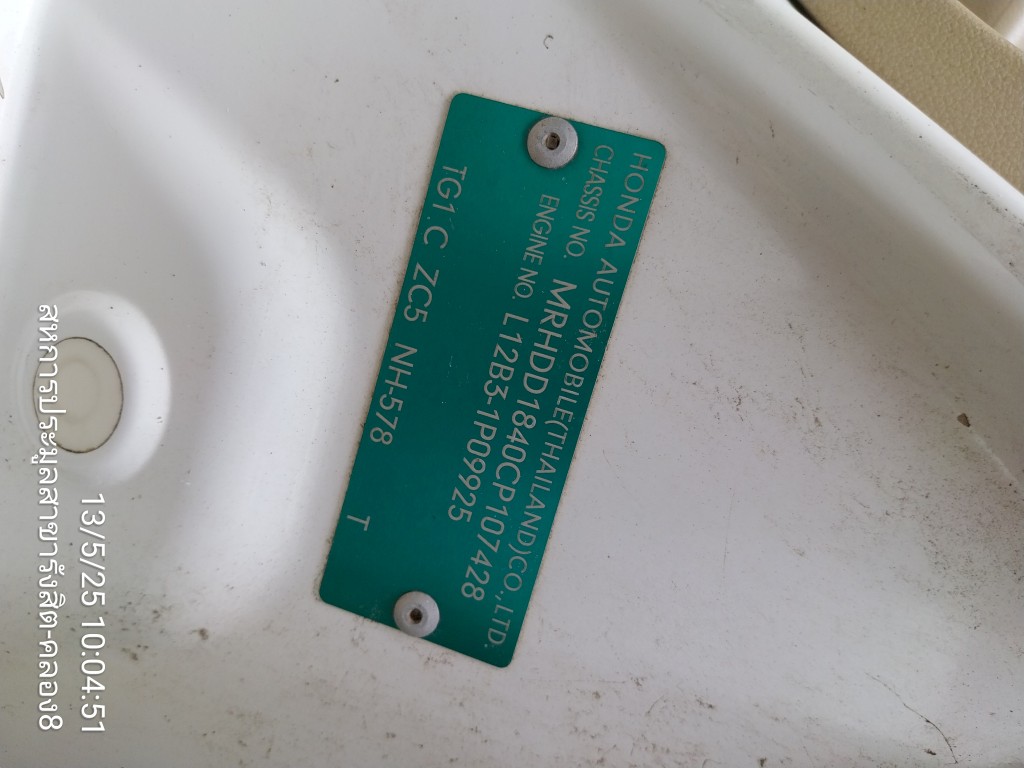 HONDA AUTOMOBILE(THAILAND)CO.,LTD.
CHASSIS NO. MRHDD1840CP107428
ENGINE NO. L12B3-1P09925
TG1.C ZC5 NH-578 T
13/5/25 10:04:51
สหการประมูลสาขารังสิต-คลอง8